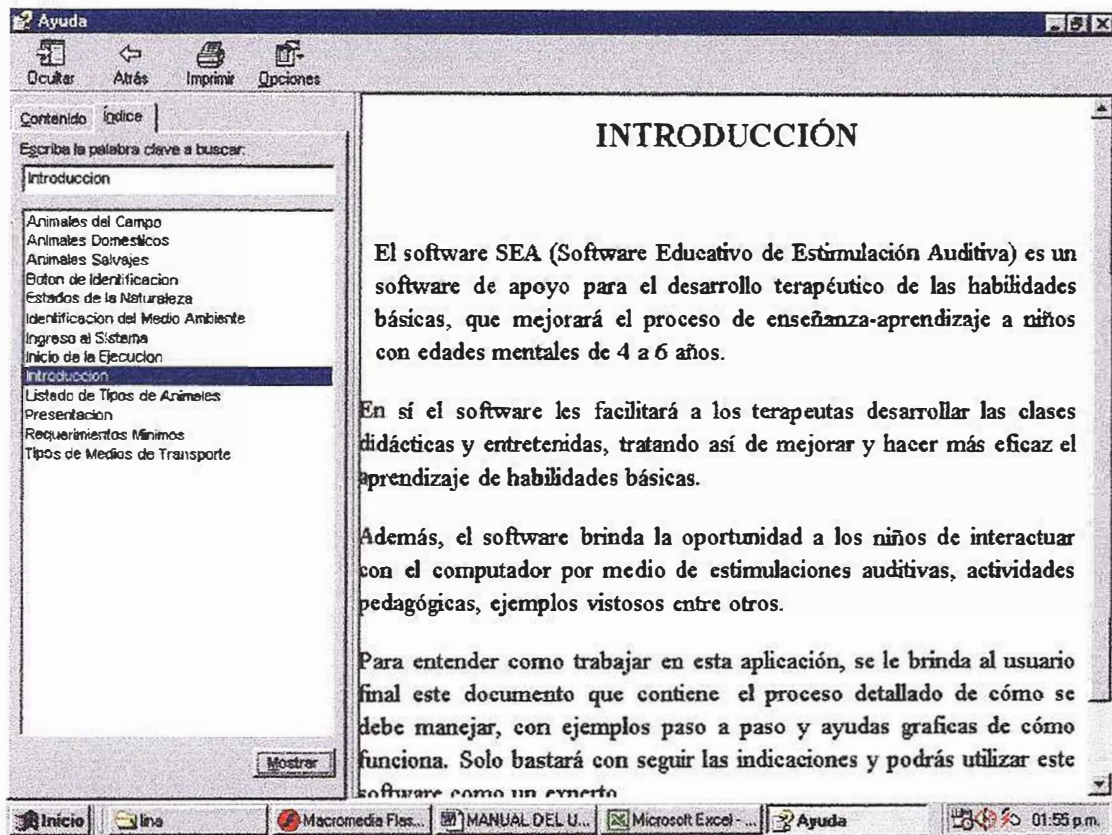 Ayuda
Ocultar Atrás Imprimir Opciones
Contenido Índice
Escriba la palabra clave a buscar:
Introduccion
Animales del Campo
Animales Domesticos
Animales Salvajes
Boton de Identificacion
Estados de la Naturaleza
Identificacion del Medio Ambiente
Ingreso al Sistema
Inicio de la Ejecucion
Introduccion
Listado de Tipos de Animales
Presentacion
Requerimientos Minimos
Tipos de Medios de Transporte
Mostrar
INTRODUCCIÓN
El software SEA (Software Educativo de Estimulación Auditiva) es un
software de apoyo para el desarrollo terapéutico de las habilidades
básicas, que mejorará el proceso de enseñanza-aprendizaje a niños
con edades mentales de 4 a 6 años.
En sí el software les facilitará a los terapeutas desarrollar las clases
didácticas y entretenidas, tratando así de mejorar y hacer más eficaz el
aprendizaje de habilidades básicas.
Además, el software brinda la oportunidad a los niños de interactuar
con el computador por medio de estimulaciones auditivas, actividades
pedagógicas, ejemplos vistosos entre otros.
Para entender como trabajar en esta aplicación, se le brinda al usuario
final este documento que contiene el proceso detallado de cómo se
debe manejar, con ejemplos paso a paso y ayudas graficas de cómo
funciona. Solo bastará con seguir las indicaciones y podrás utilizar este
software como un experto
Inicio lina Macromedia Flas... MANUAL DEL U... Microsoft Excel - ... Ayuda 01:55 p.m.